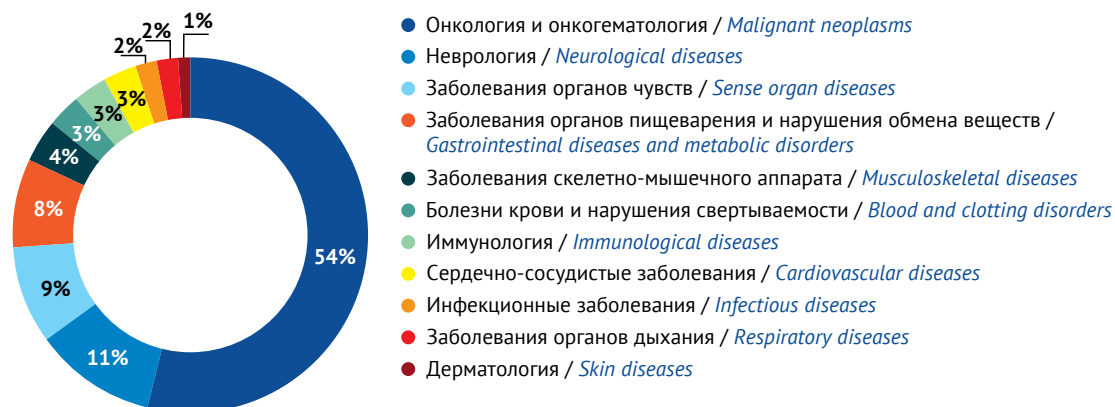 2%
2%
1%
3%
3%
3%
4%
8%
9%
11%
54%
Онкология и онкогематология / Malignant neoplasms
Неврология / Neurological diseases
Заболевания органов чувств / Sense organ diseases
Заболевания органов пищеварения и нарушения обмена веществ /
Gastrointestinal diseases and metabolic disorders
Заболевания скелетно-мышечного аппарата / Musculoskeletal diseases
Болезни крови и нарушения свертываемости / Blood and clotting disorders
Иммунология / Immunological diseases
Сердечно-сосудистые заболевания / Cardiovascular diseases
Инфекционные заболевания / Infectious diseases
Заболевания органов дыхания / Respiratory diseases
Дерматология / Skin diseases